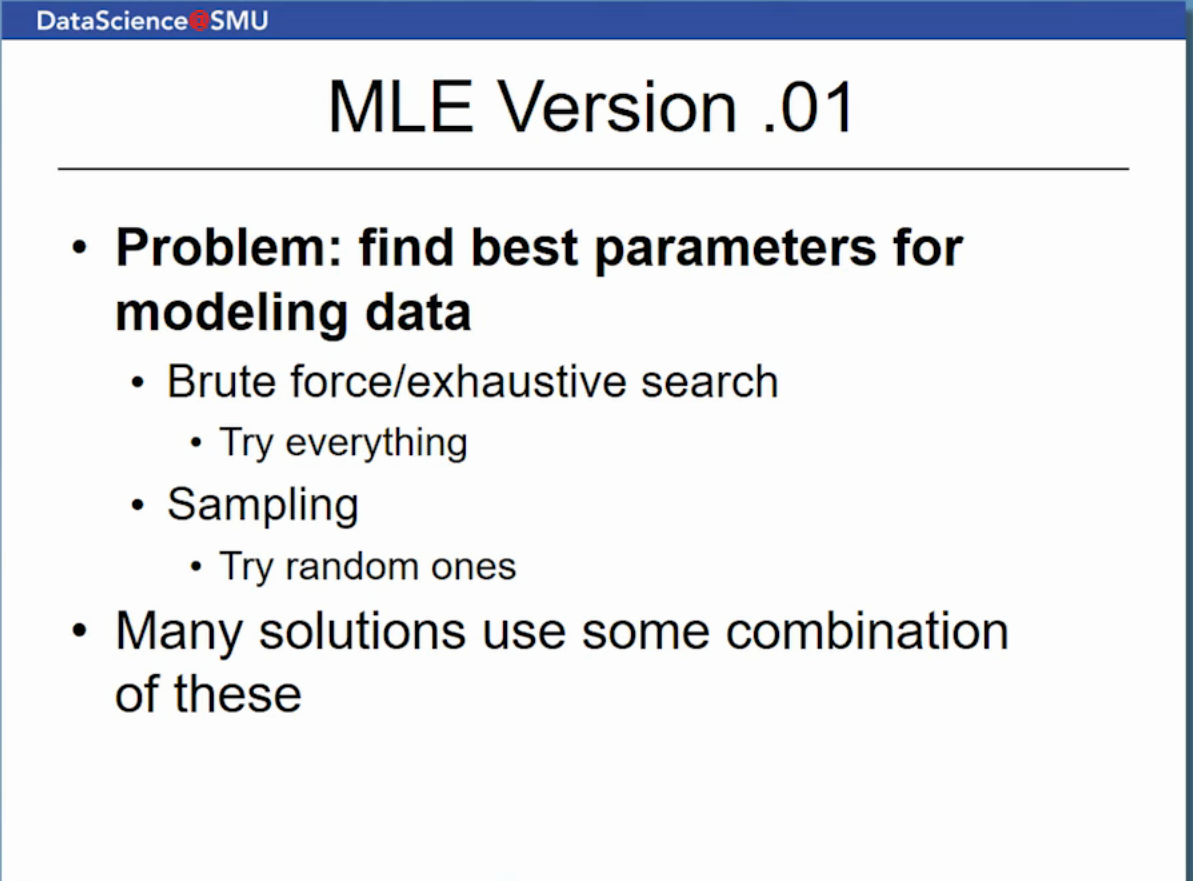 DataScience@SMU
MLE Version .01
• Problem: find best parameters for
modeling data
• Brute force/exhaustive search
• Try everything
• Sampling
• Try random ones
• Many solutions use some combination
of these